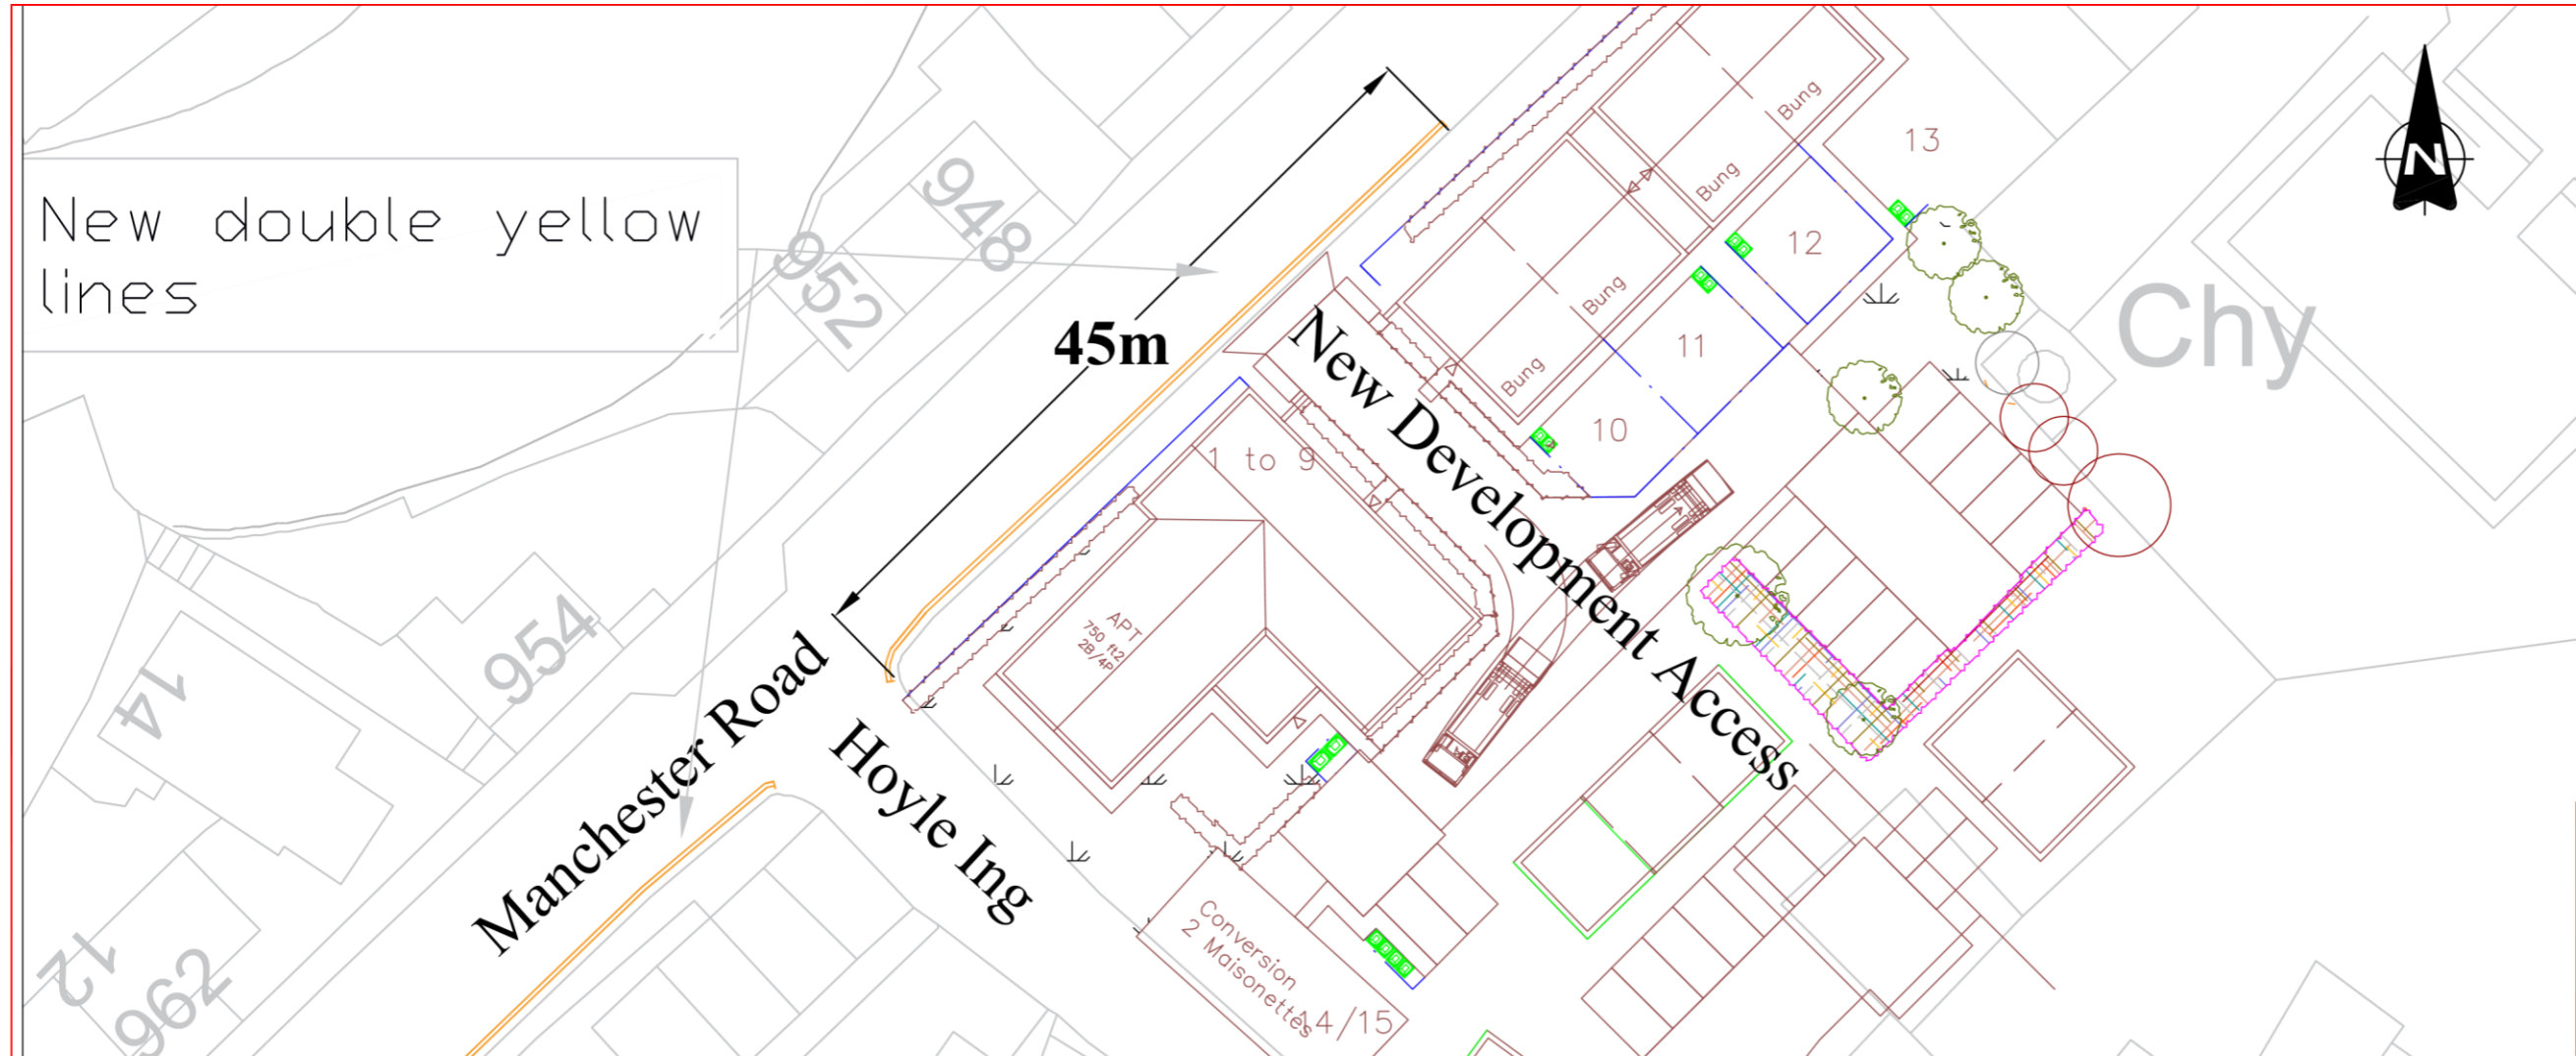 New double yellow
lines
948
952
45m
954
14
12
962
Manchester Road
Hoyle Ing
New Development Access
Bung
Bung
Bung
Bung
13
12
11
10
1 to 9
APT
750 ft2
2B/4P
Conversion
2 Maisonettes
14/15
Chy
N